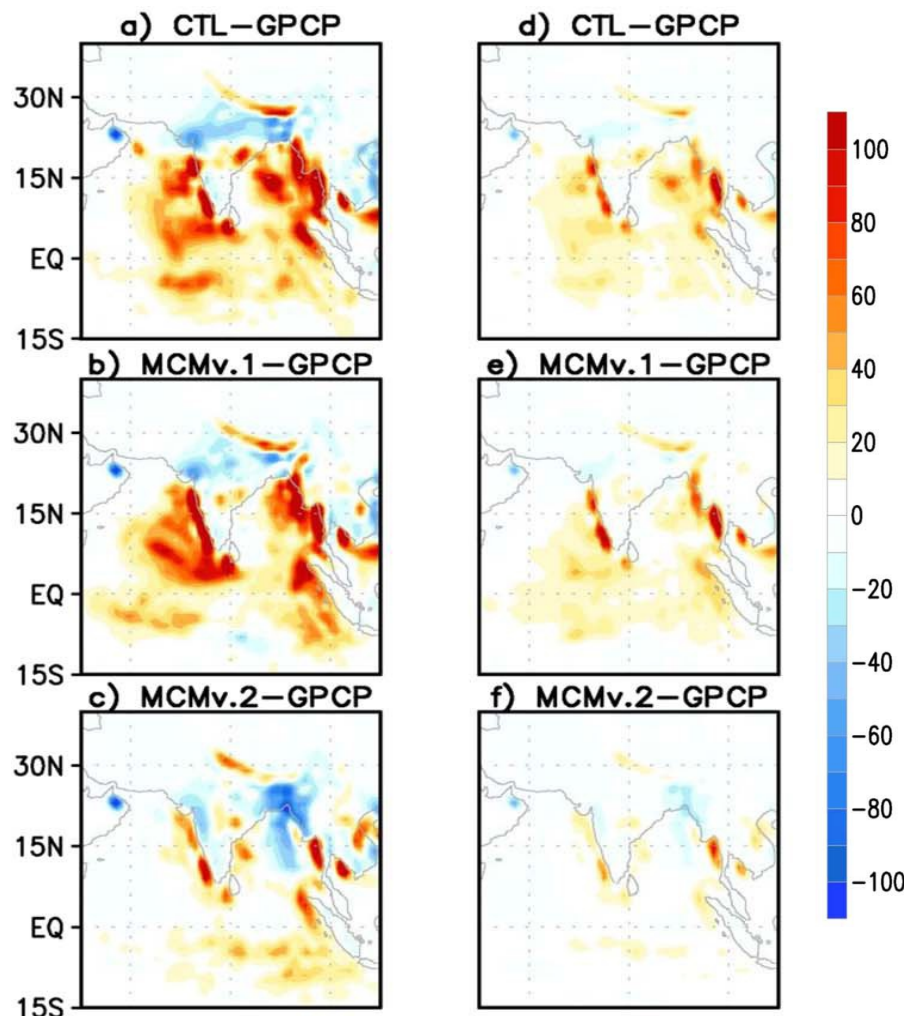 a) CTL−GPCP
30N
15N
EQ
15S
b) MCMv.1−GPCP
30N
15N
EQ
15S
c) MCMv.2−GPCP
30N
15N
EQ
15S
d) CTL−GPCP
e) MCMv.1−GPCP
f) MCMv.2−GPCP
100
80
60
40
20
0
−20
−40
−60
−80
−100